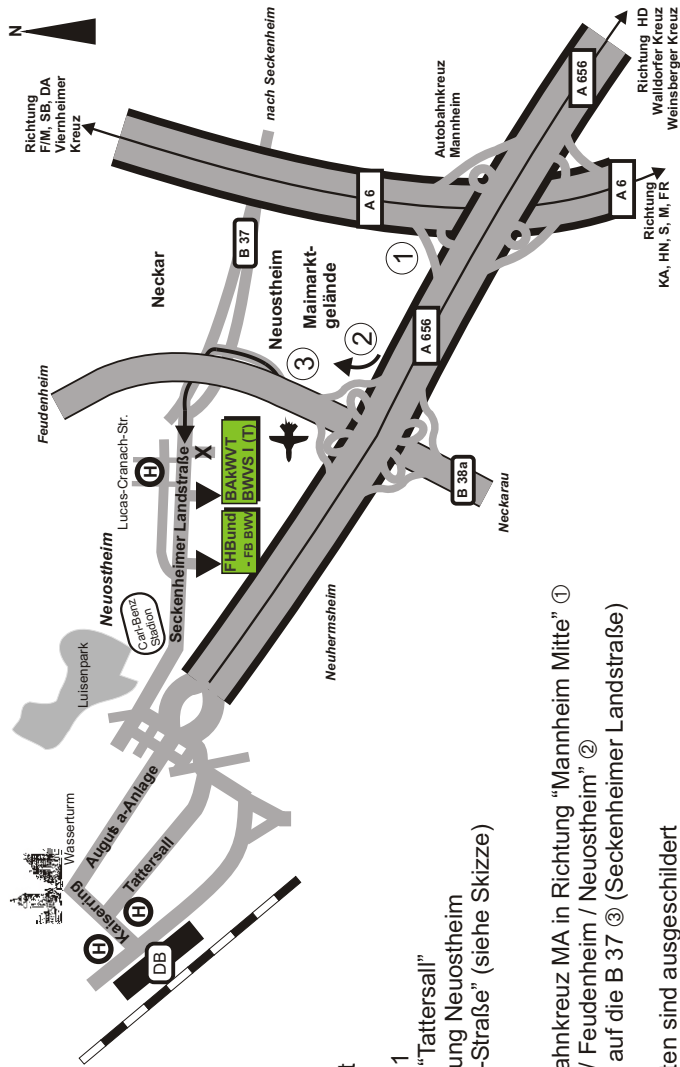 N
Richtung
F/M, SB, DA
Viernheimer
Kreuz
nach Seckenheim
Neckar
B 37
A 6
Feudenheim
Neuostheim
Maimarkt-
gelände
Autobahnkreuz
Mannheim
①
②
③
A 656
A 656
A 6
Richtung HD
Walldorfer Kreuz
Weinsberger Kreuz
Richtung
KA, HN, S, M, FR
Lucas-Cranach-Str.
H
Neuostheim
Seckenheimer Landstraße
X
Carl-Benz
Stadion
BAkWVT
BWVS I (T)
FHBund
- FB BWV
B 38a
Neckarau
Neuhermsheim
Luisenpark
Wasserturm
Augusta-Anlage
Tattersall
Kaiserring
H
H
DB
t
1
“Tattersall”
ung Neuostheim
-Straße” (siehe Skizze)
ahnkreuz MA in Richtung “Mannheim Mitte” ①
/ Feudenheim / Neuostheim” ②
auf die B 37 ③ (Seckenheimer Landstraße)
ten sind ausgeschildert